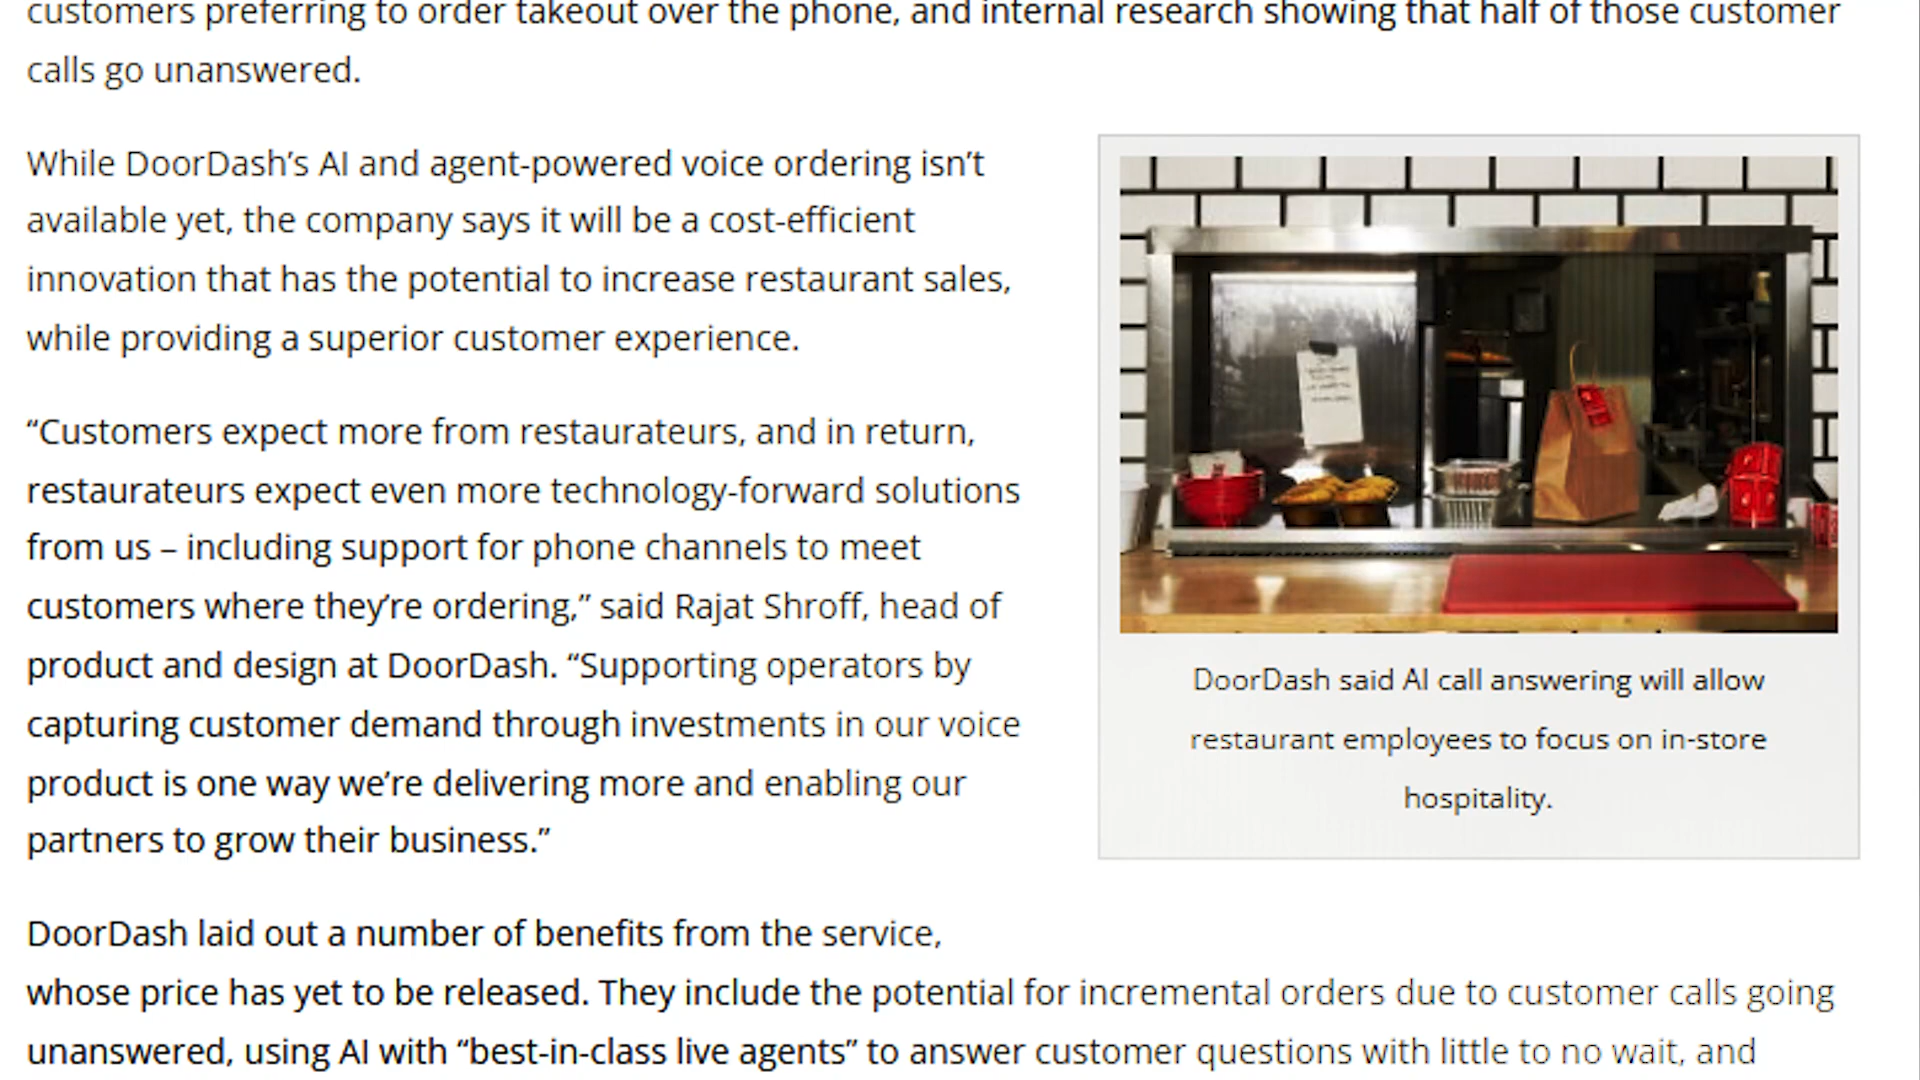 customers preferring to order takeout over the phone, and internal research showing that half of those customer
calls go unanswered.
While DoorDash’s AI and agent-powered voice ordering isn’t
available yet, the company says it will be a cost-efficient
innovation that has the potential to increase restaurant sales,
while providing a superior customer experience.
“Customers expect more from restaurateurs, and in return,
restaurateurs expect even more technology-forward solutions
from us – including support for phone channels to meet
customers where they’re ordering,” said Rajat Shroff, head of
product and design at DoorDash. “Supporting operators by
capturing customer demand through investments in our voice
product is one way we’re delivering more and enabling our
partners to grow their business.”
DoorDash said AI call answering will allow
restaurant employees to focus on in-store
hospitality.
DoorDash laid out a number of benefits from the service,
whose price has yet to be released. They include the potential for incremental orders due to customer calls going
unanswered, using AI with “best-in-class live agents” to answer customer questions with little to no wait, and